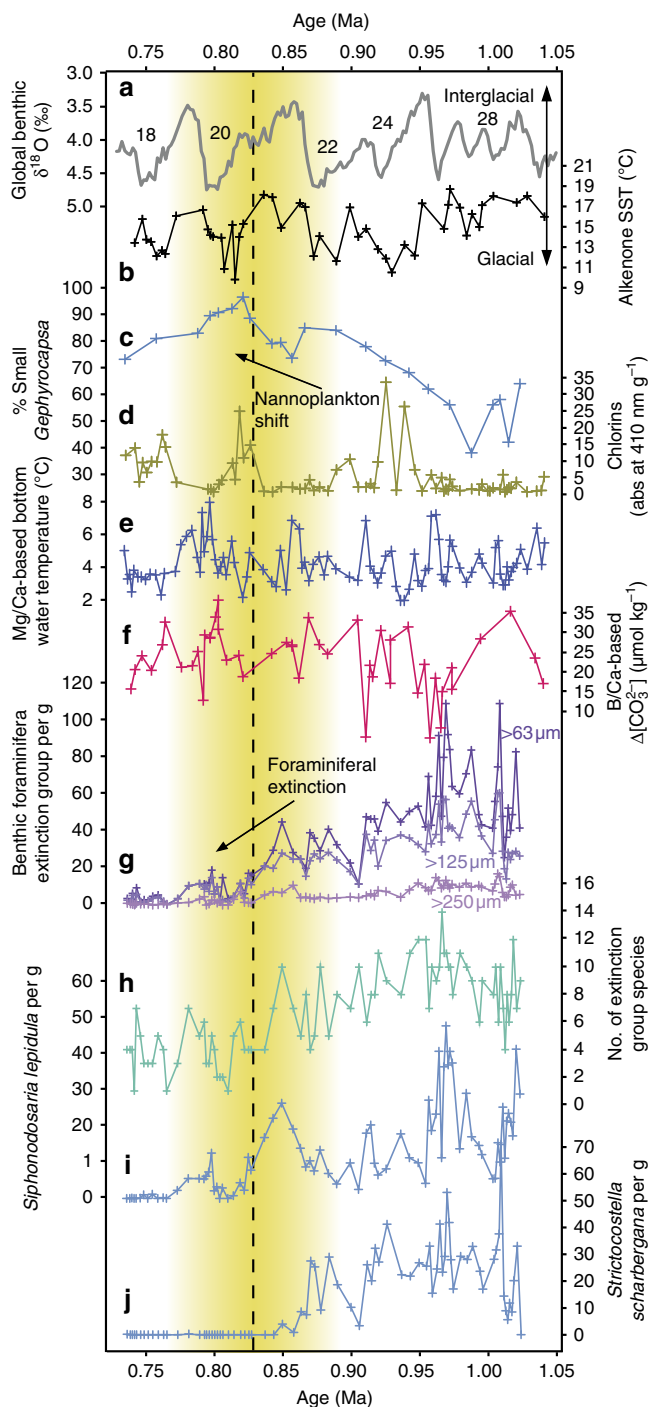 Age (Ma)
0.75 0.80 0.85 0.90 0.95 1.00 1.05
Global benthic
δ18O (‰)
3.0
3.5
4.0
4.5
5.0
a
18
20
22
24
28
Interglacial
Glacial
Alkenone SST (°C)
21
19
17
15
13
11
9
b
% Small
Gephyrocapsa
100
90
80
70
60
50
40
30
c
Nannoplankton
shift
d
Chlorins
(abs at 410 nm g–1)
35
30
25
20
15
10
5
0
Mg/Ca-based bottom
water temperature (°C)
8
6
4
2
e
f
B/Ca-based
Δ[CO3 2–] (μmol kg–1)
35
30
25
20
15
10
Benthic foraminifera
extinction group per g
120
100
80
60
40
20
0
>63 μm
Foraminiferal
extinction
>125 μm
>250 μm
g
h
No. of extinction
group species
16
14
12
10
8
6
4
2
0
Siphonodosaria lepidula per g
60
50
40
30
20
1
0
i
j
Strictocostella
scharbergana per g
70
60
50
40
30
20
10
0
0.75 0.80 0.85 0.90 0.95 1.00 1.05
Age (Ma)